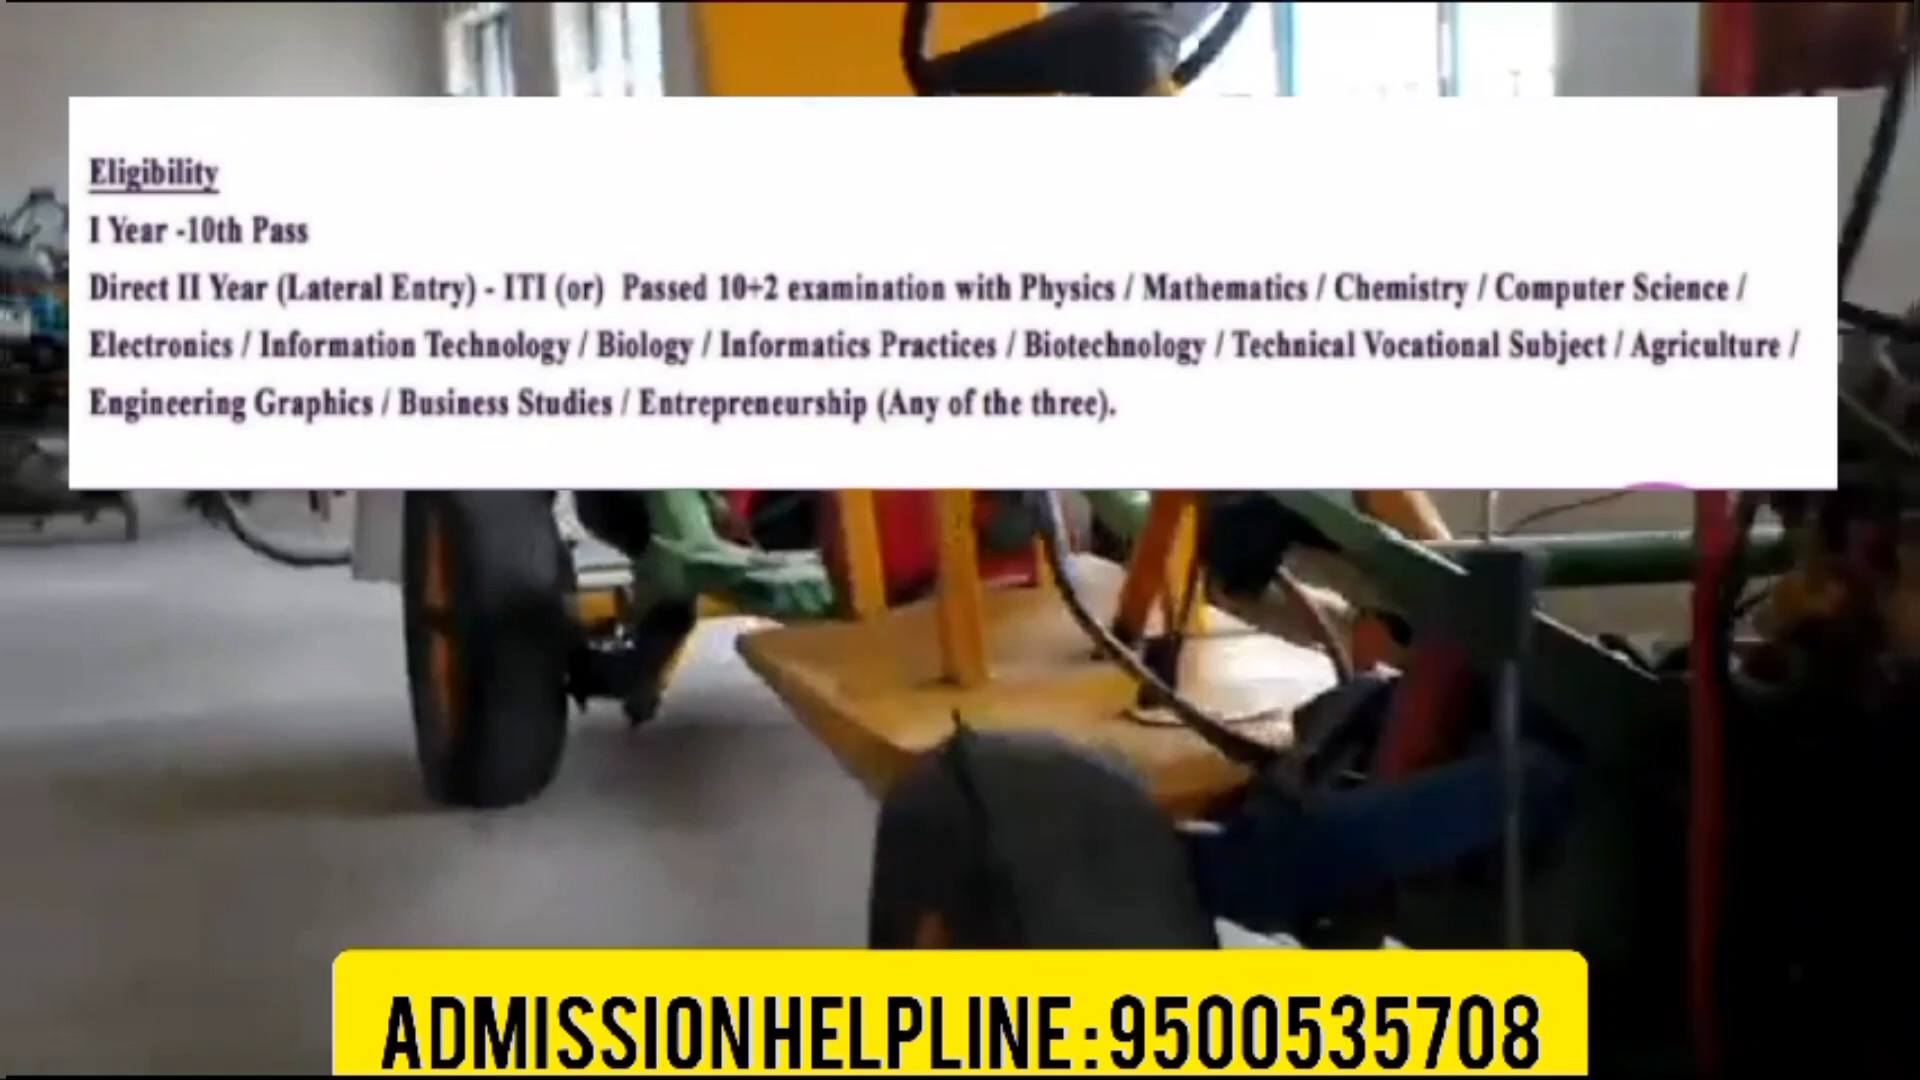 Eligibility
I Year -10th Pass
Direct II Year (Lateral Entry) - ITI (or) Passed 10+2 examination with Physics / Mathematics / Chemistry / Computer Science /
Electronics / Information Technology / Biology / Informatics Practices / Biotechnology / Technical Vocational Subject / Agriculture /
Engineering Graphics / Business Studies / Entrepreneurship (Any of the three).
ADMISSION HELPLINE : 9500535708